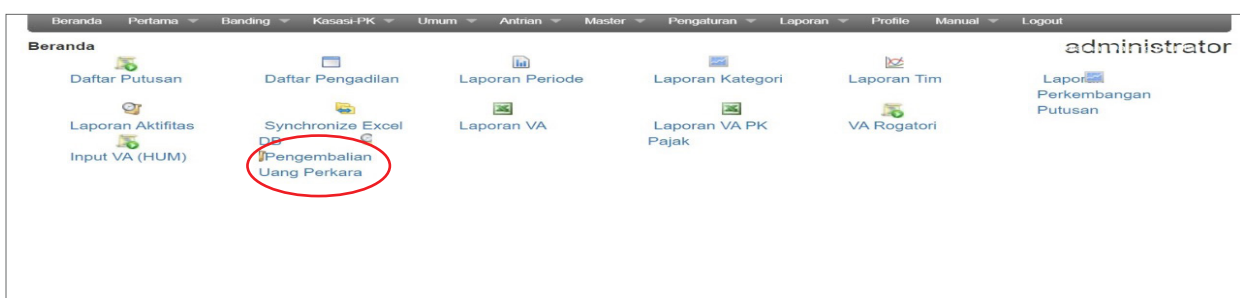 Beranda Pertama Banding Kasasi-PK Umum Antrian Master Pengaturan Laporan Profile Manual Logout
Beranda
administrator
Daftar Putusan Daftar Pengadilan Laporan Periode Laporan Kategori Laporan Tim Laporan
Perkembangan
Putusan
Laporan Aktifitas Synchronize Excel Laporan VA Laporan VA PK VA Rogatori
DB Pajak
Input VA (HUM) Pengembalian
Uang Perkara